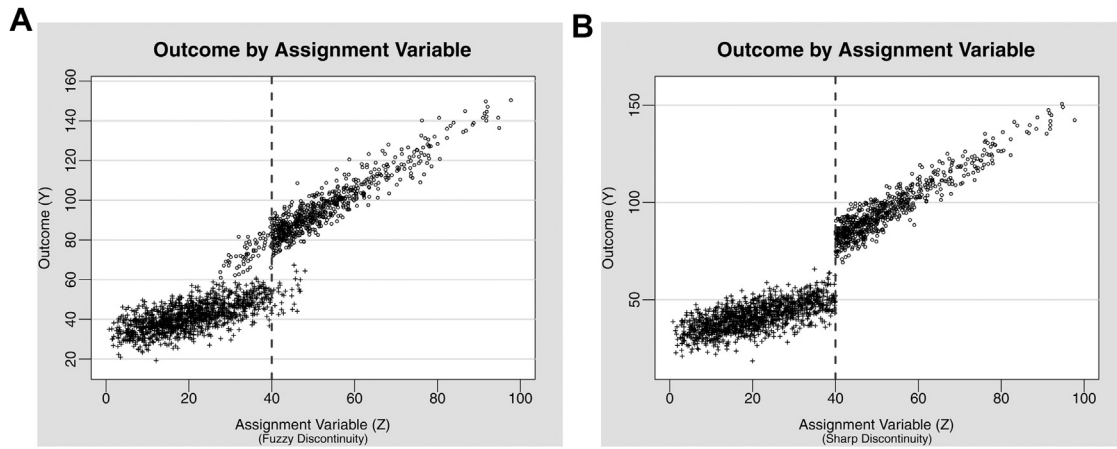 A
Outcome by Assignment Variable
Outcome (Y)
160
140
120
100
80
60
40
20
0 20 40 60 80 100
Assignment Variable (Z)
(Fuzzy Discontinuity)
B
Outcome by Assignment Variable
Outcome (Y)
150
100
50
0 20 40 60 80 100
Assignment Variable (Z)
(Sharp Discontinuity)